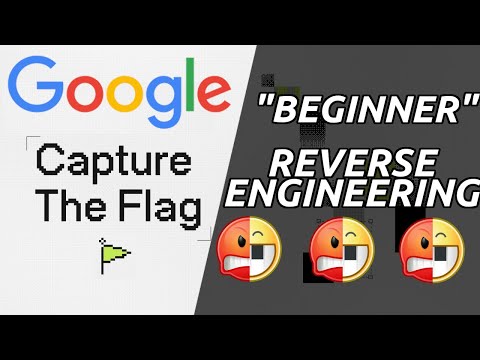 Google
Capture
The Flag
"BEGINNER"
REVERSE
ENGINEERING